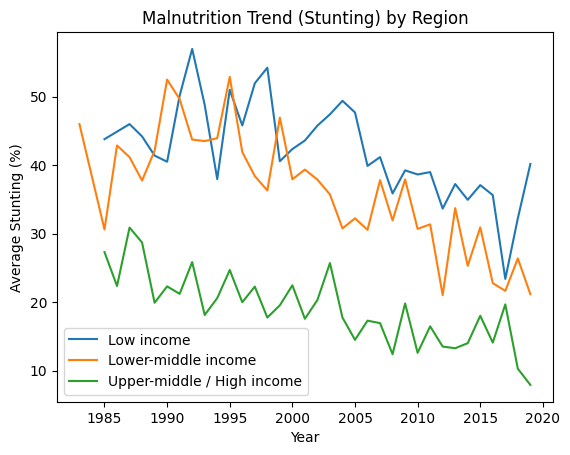 Malnutrition Trend (Stunting) by Region
Average Stunting (%)
50
40
30
20
10
Low income
Lower-middle income
Upper-middle / High income
1985 1990 1995 2000 2005 2010 2015 2020
Year